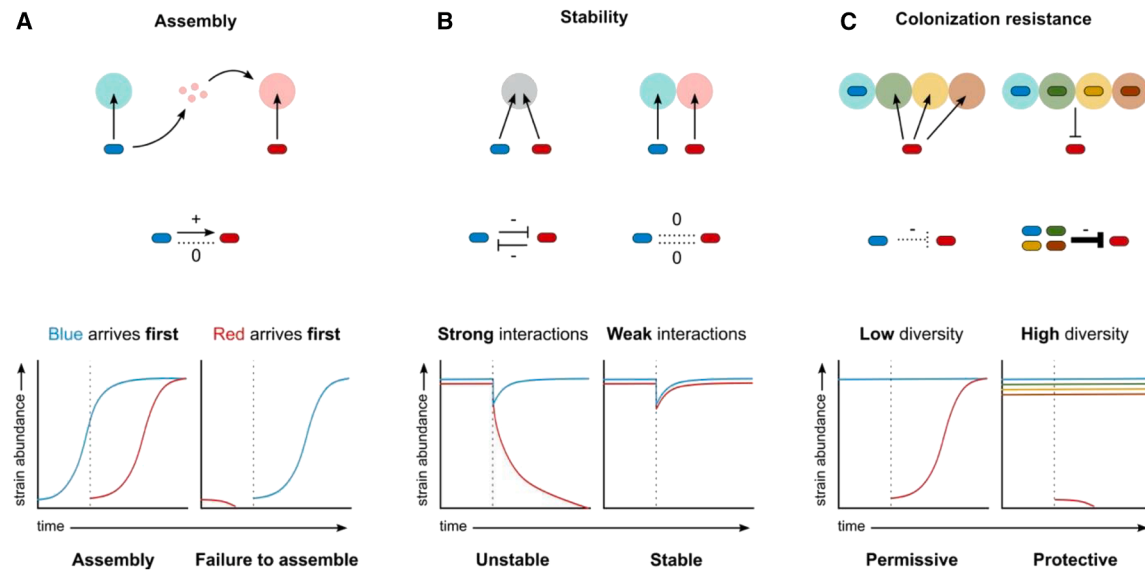 A
Assembly
+
0
Blue arrives first
Red arrives first
strain abundance
time
Assembly
Failure to assemble
B
Stability
-
-
0
0
Strong interactions
Weak interactions
strain abundance
time
Unstable
Stable
C
Colonization resistance
-
-
Low diversity
High diversity
strain abundance
time
Permissive
Protective